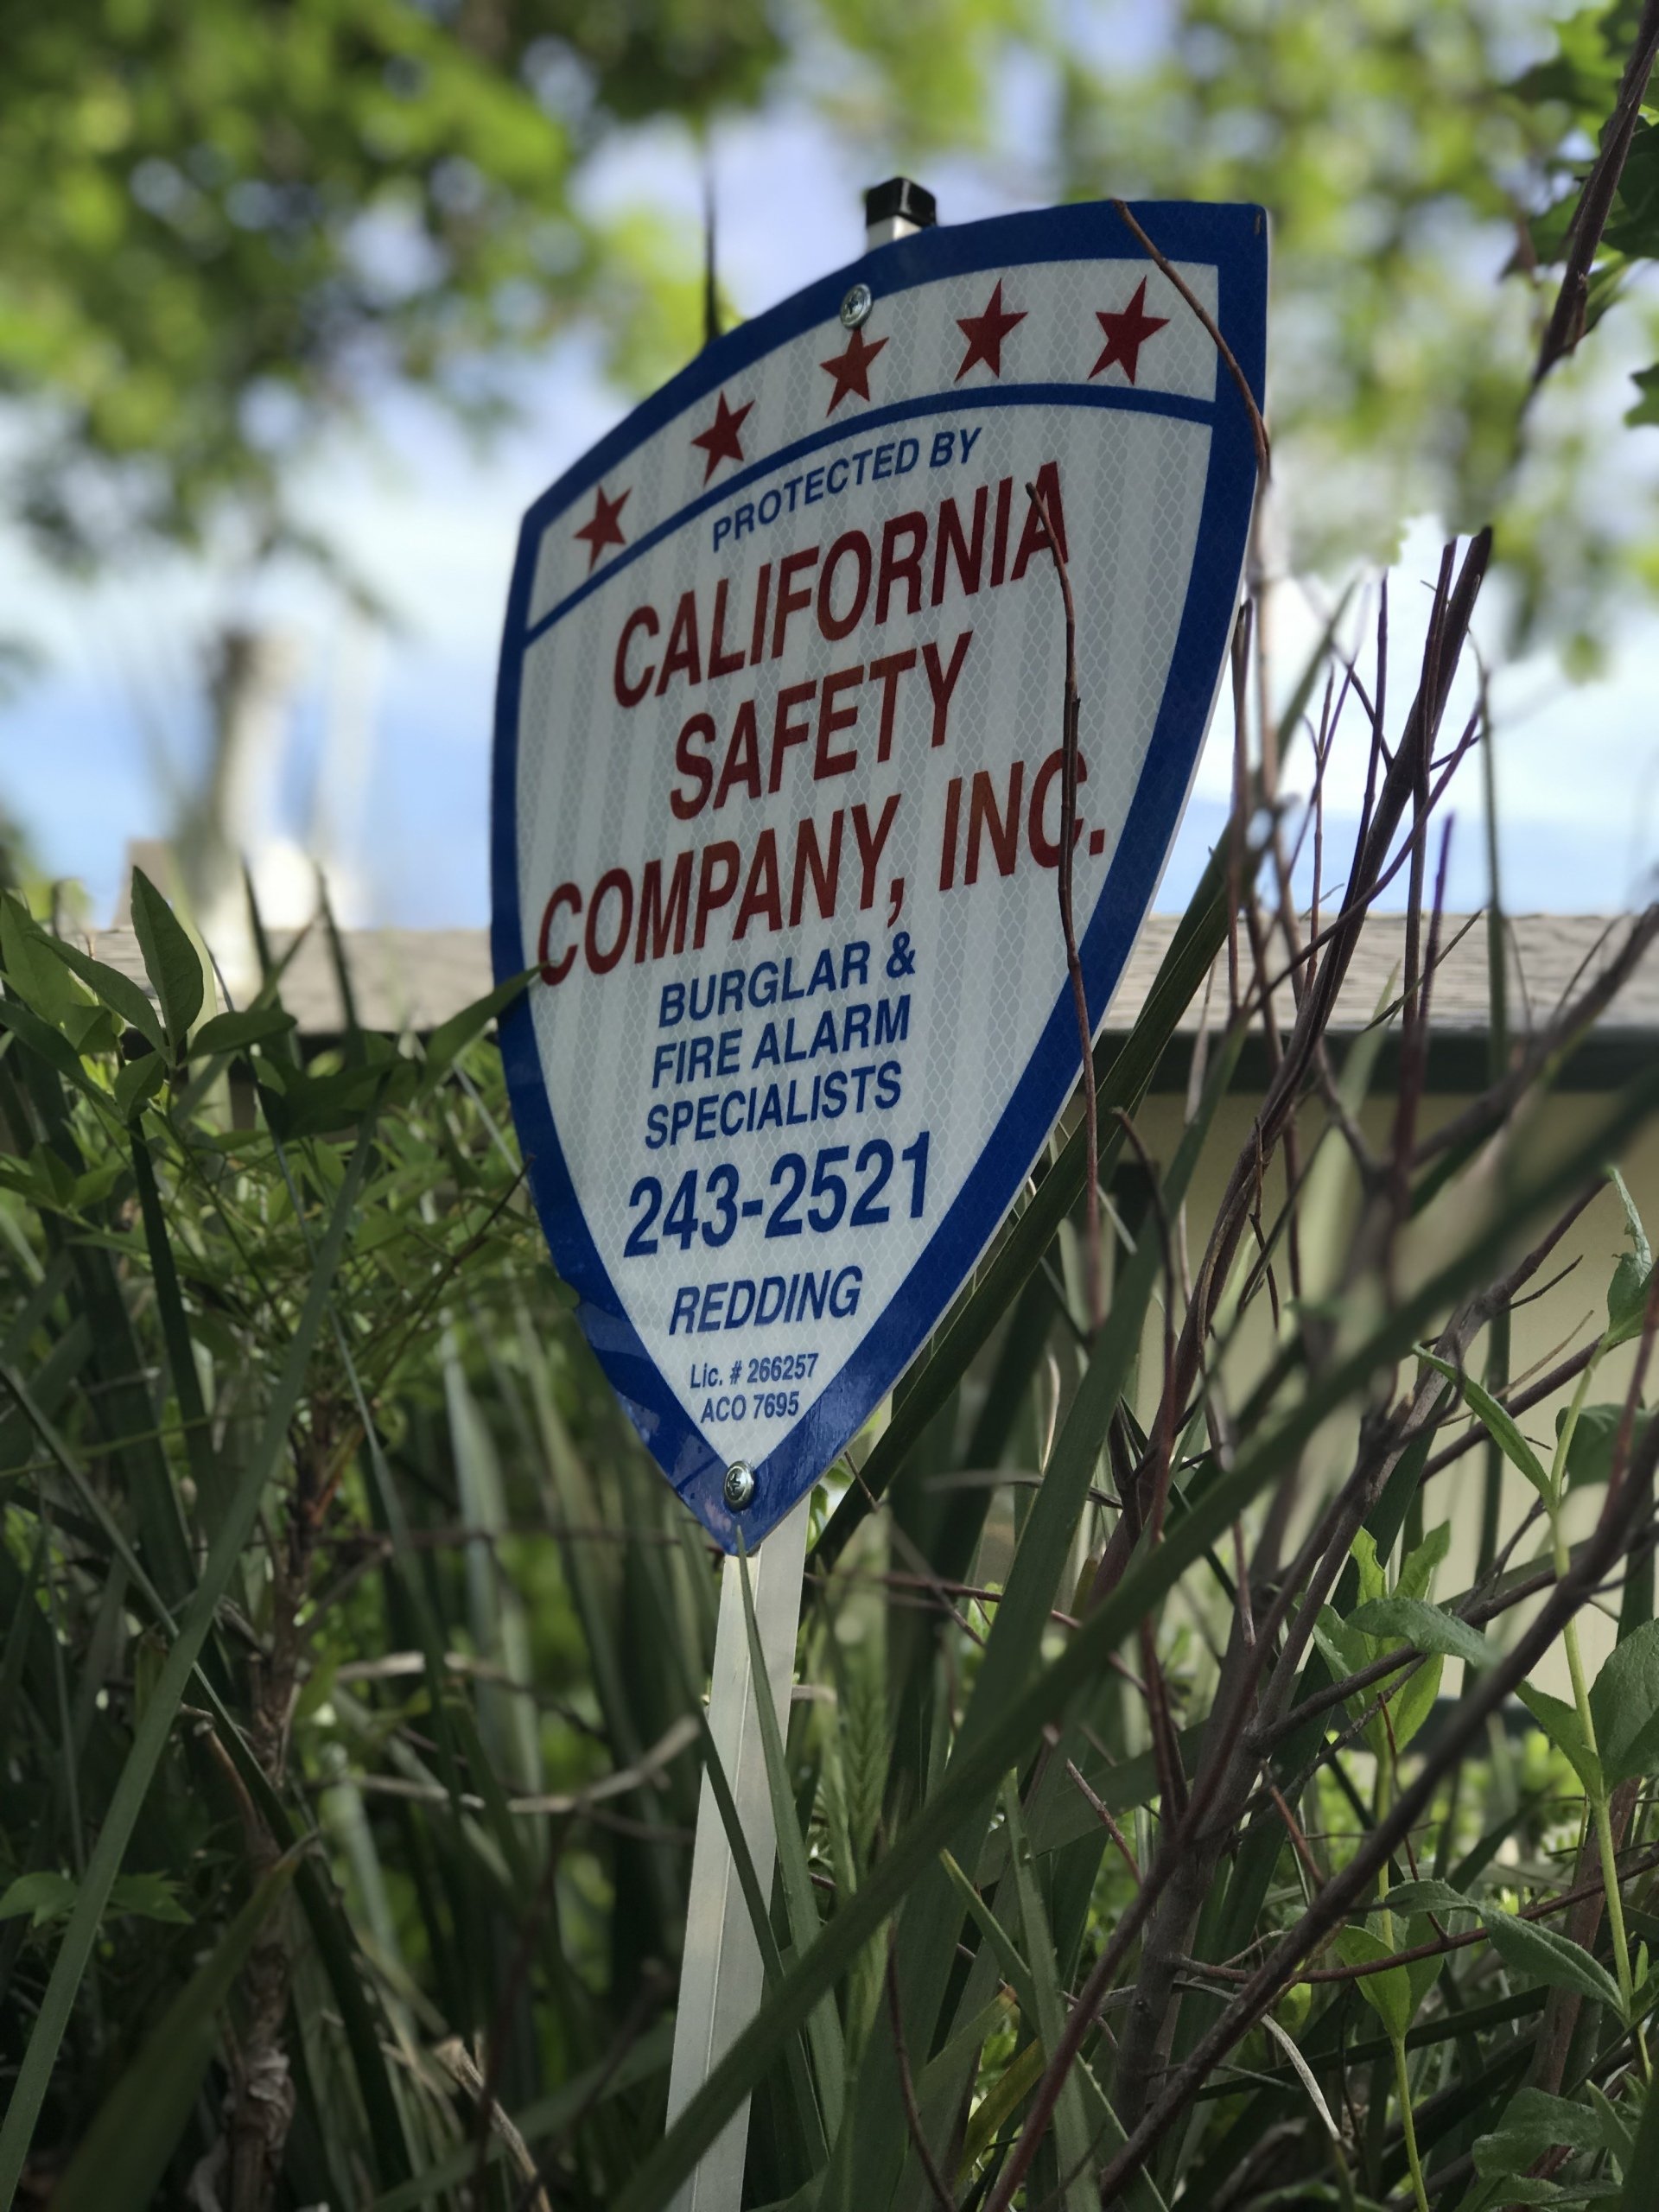 PROTECTED BY
CALIFORNIA
SAFETY
COMPANY, INC.
BURGLAR &
FIRE ALARM
SPECIALISTS
243-2521
REDDING
Lic. # 266257
ACO 7695